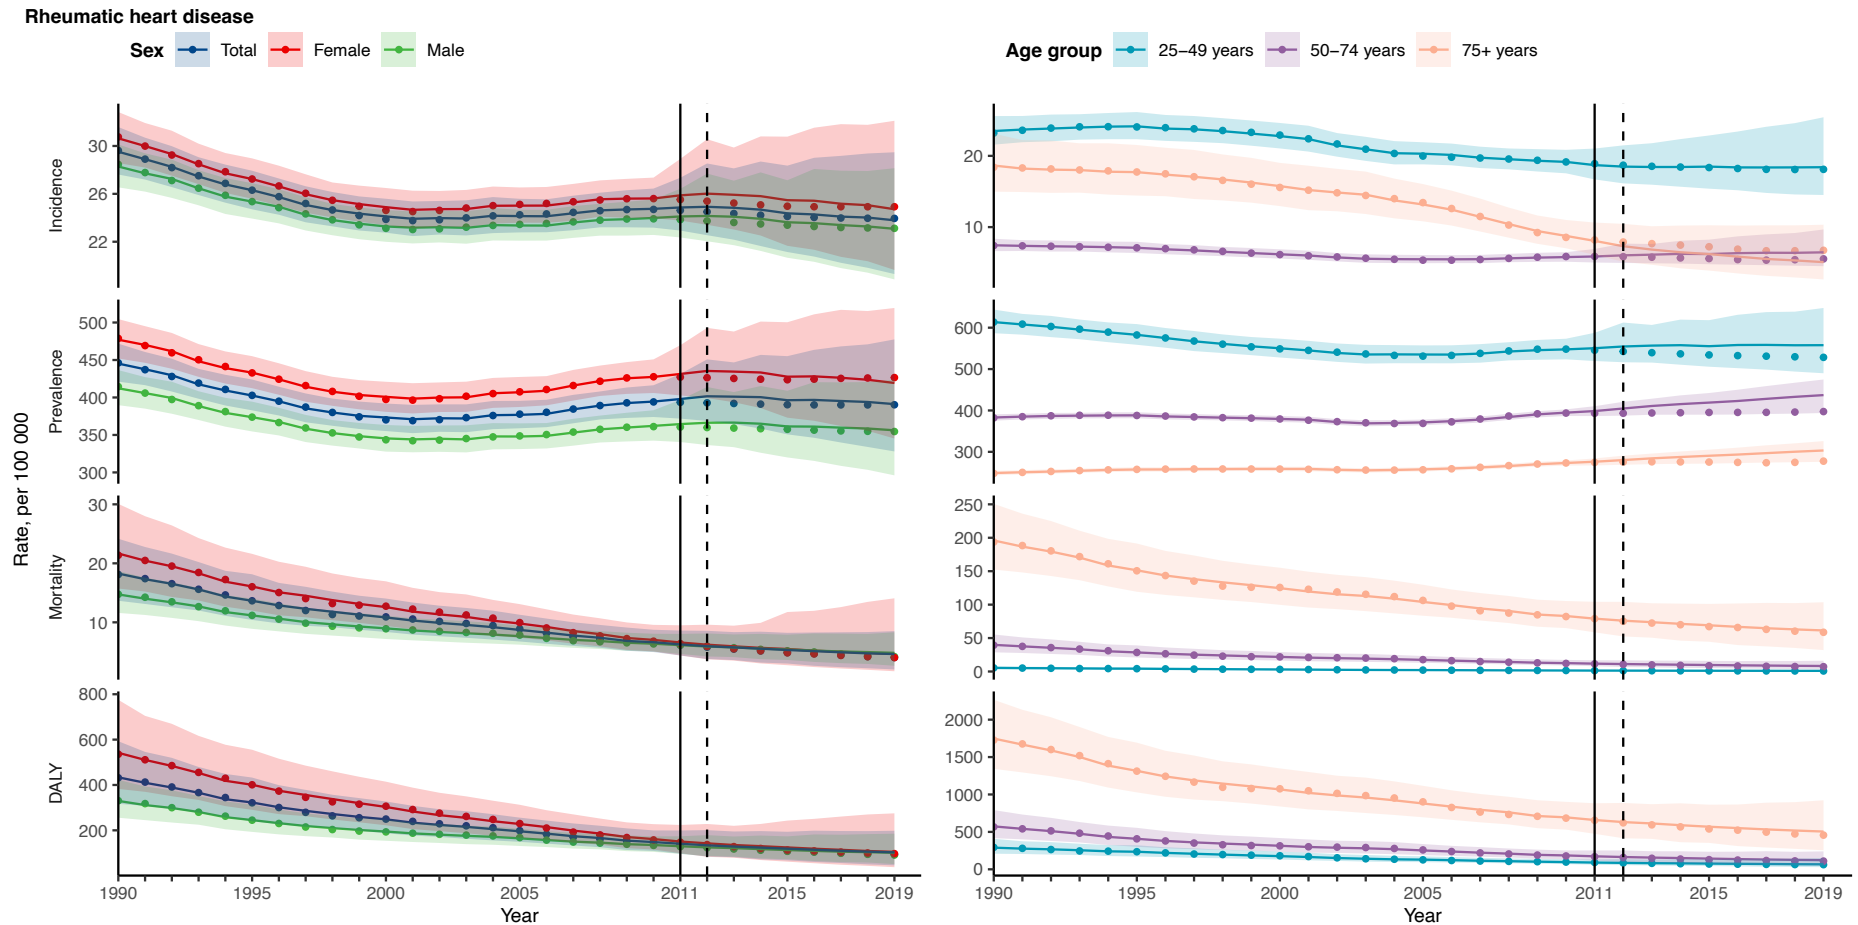 Rheumatic heart disease
Sex Total Female Male
Age group 25–49 years 50–74 years 75+ years
Rate, per 100 000
Incidence
30
26
22
Prevalence
500
450
400
350
300
Mortality
30
20
10
DALY
800
600
400
200
1990 1995 2000 2005 2011 2015 2019
Year
20
10
600
500
400
300
250
200
150
100
50
0
2000
1500
1000
500
0
1990 1995 2000 2005 2011 2015 2019
Year